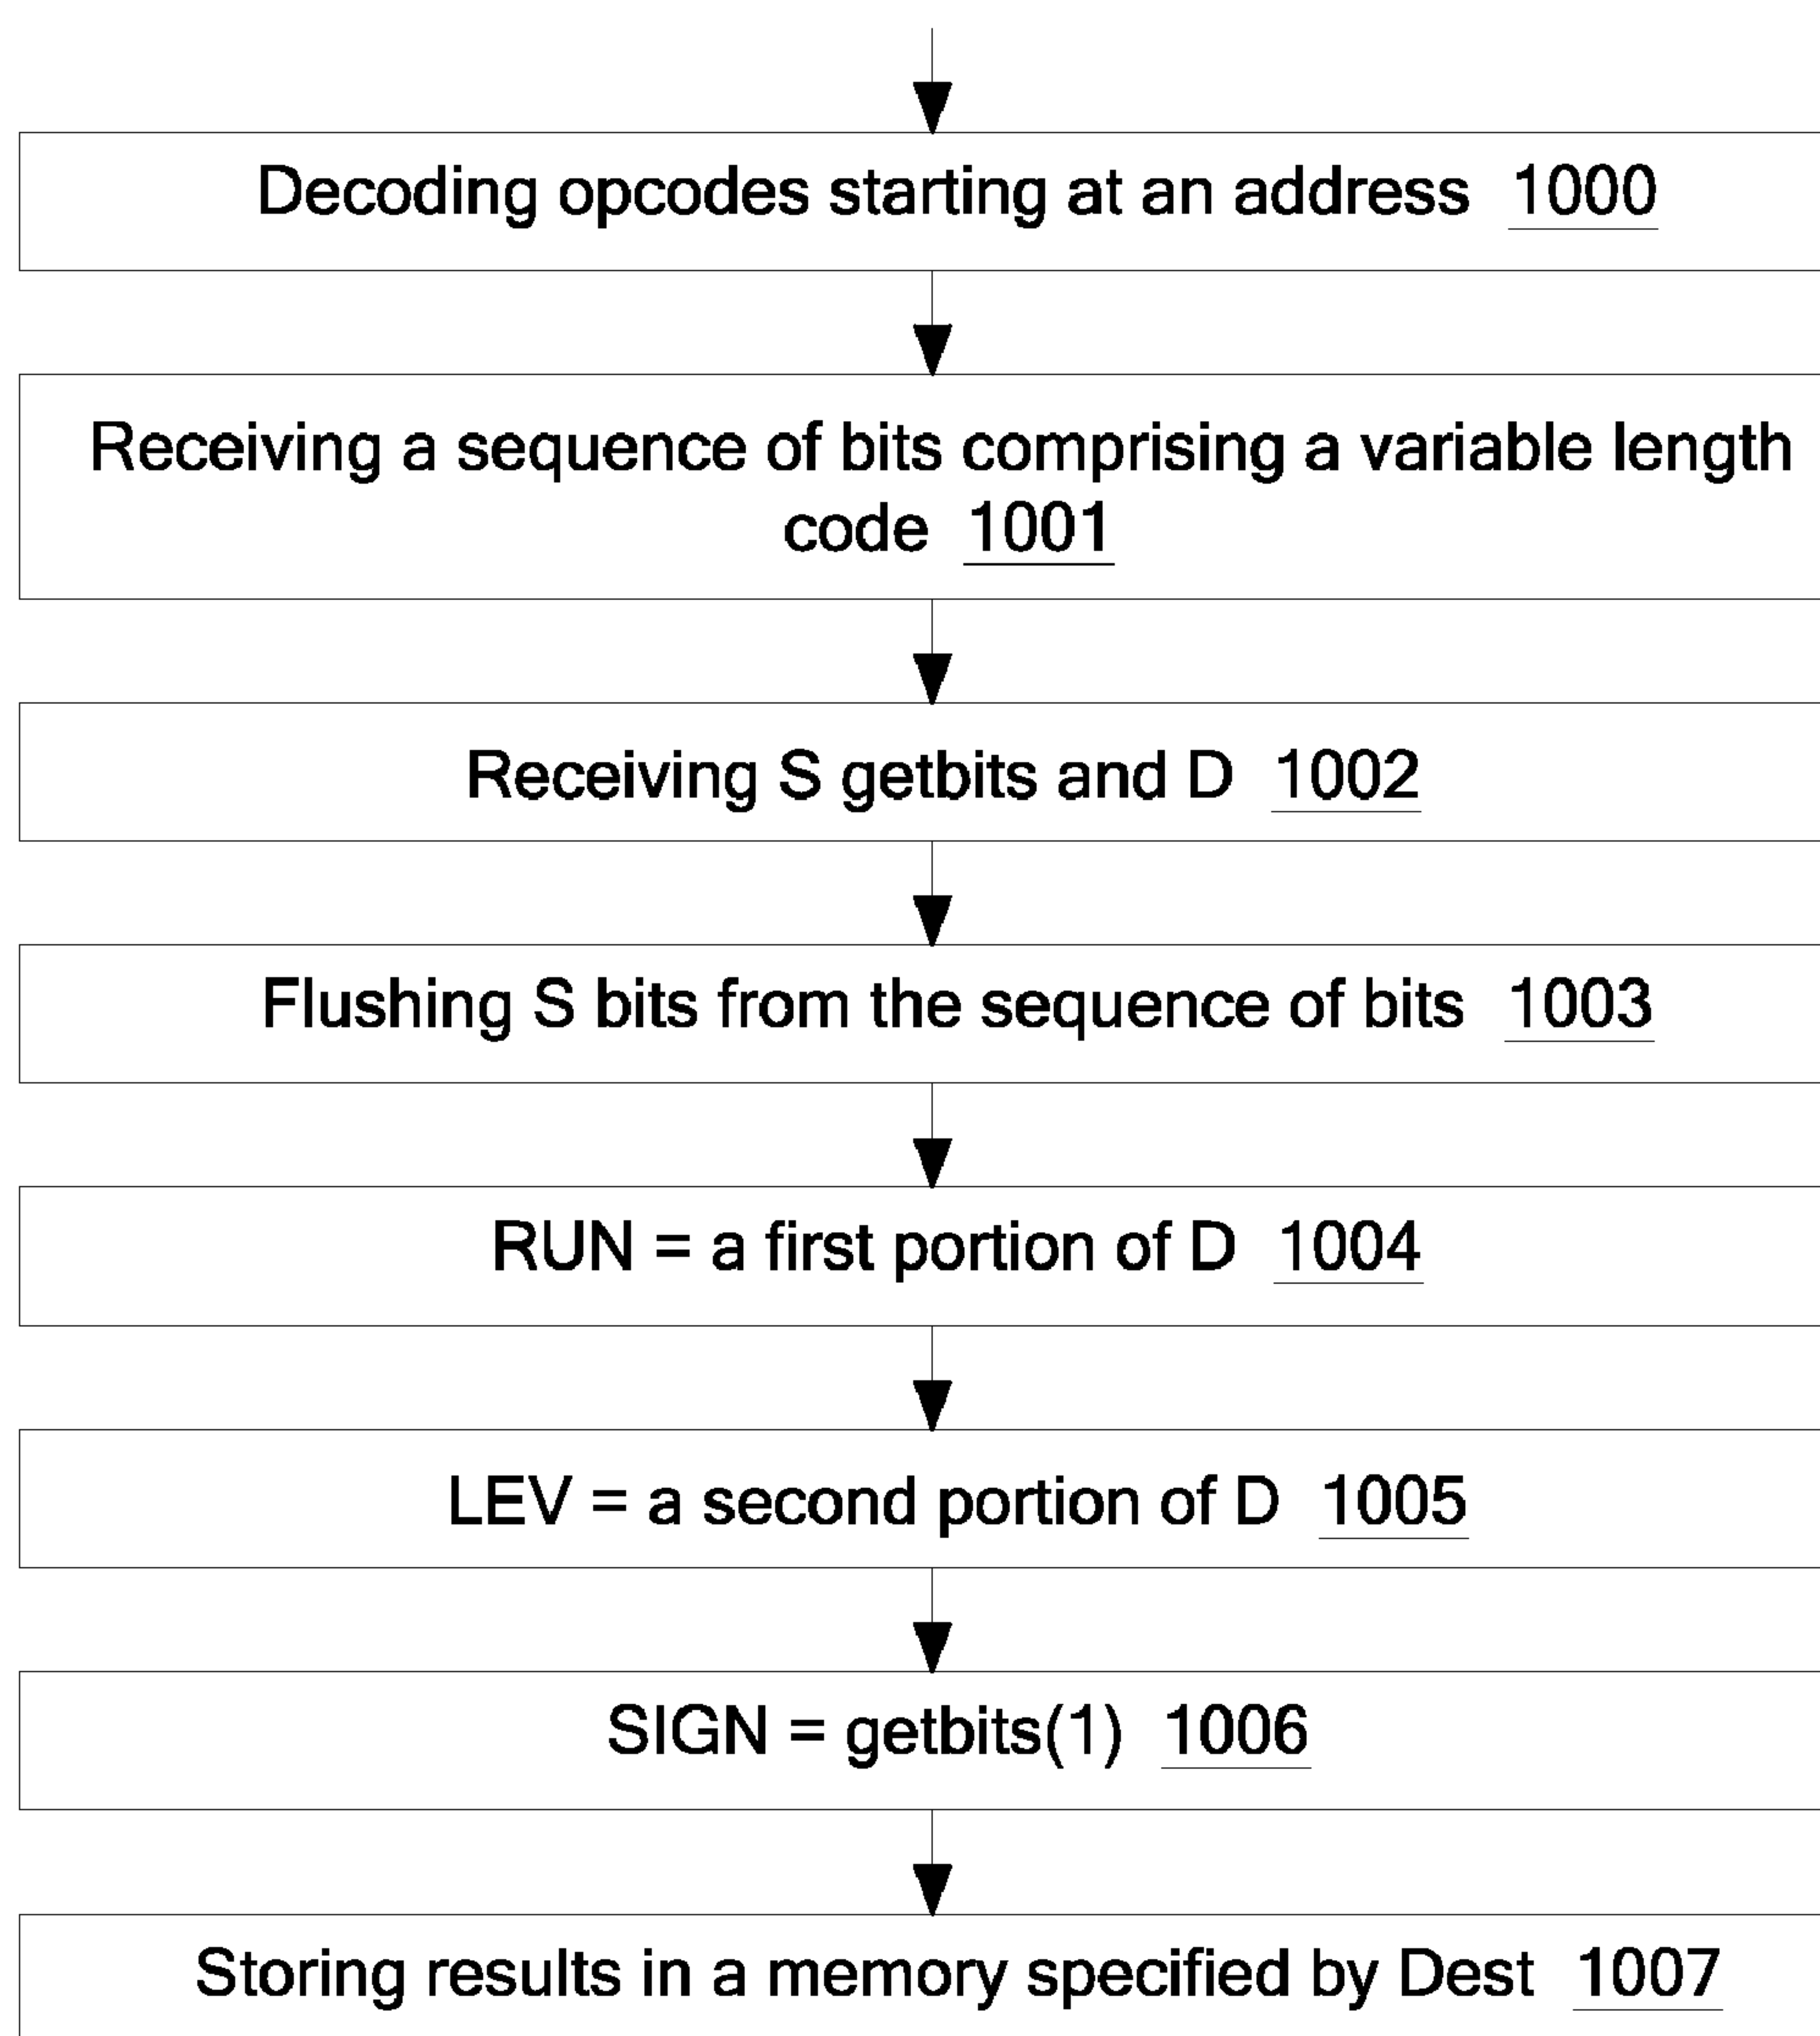 Decoding opcodes starting at an address 1000
Receiving a sequence of bits comprising a variable length
code 1001
Receiving S getbits and D 1002
Flushing S bits from the sequence of bits 1003
RUN = a first portion of D 1004
LEV = a second portion of D 1005
SIGN = getbits(1) 1006
Storing results in a memory specified by Dest 1007